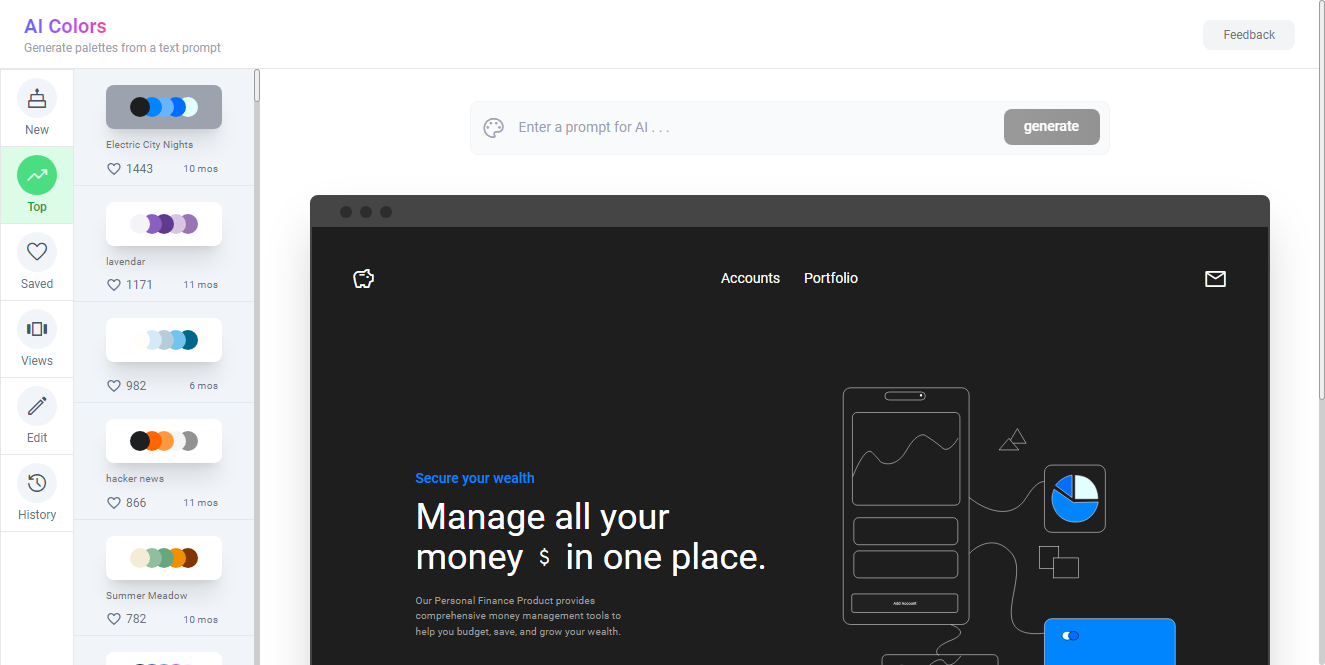 AI Colors
Generate palettes from a text prompt
Feedback
New
Top
Saved
Views
Edit
History
Electric City Nights
1443 10 mos
lavendar
1171 11 mos
982 6 mos
hacker news
866 11 mos
Summer Meadow
782 10 mos
Enter a prompt for AI . . .
generate
Accounts Portfolio
Secure your wealth
Manage all your
money $ in one place.
Our Personal Finance Product provides
comprehensive money management tools to
help you budget, save, and grow your wealth.
Add Account